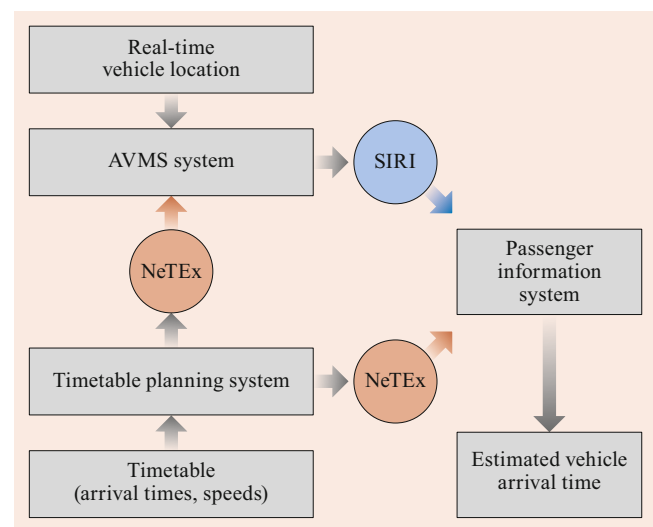 Real-time
vehicle location
AVMS system
SIRI
NeTEx
Passenger
information
system
Timetable planning system
NeTEx
Timetable
(arrival times, speeds)
Estimated vehicle
arrival time